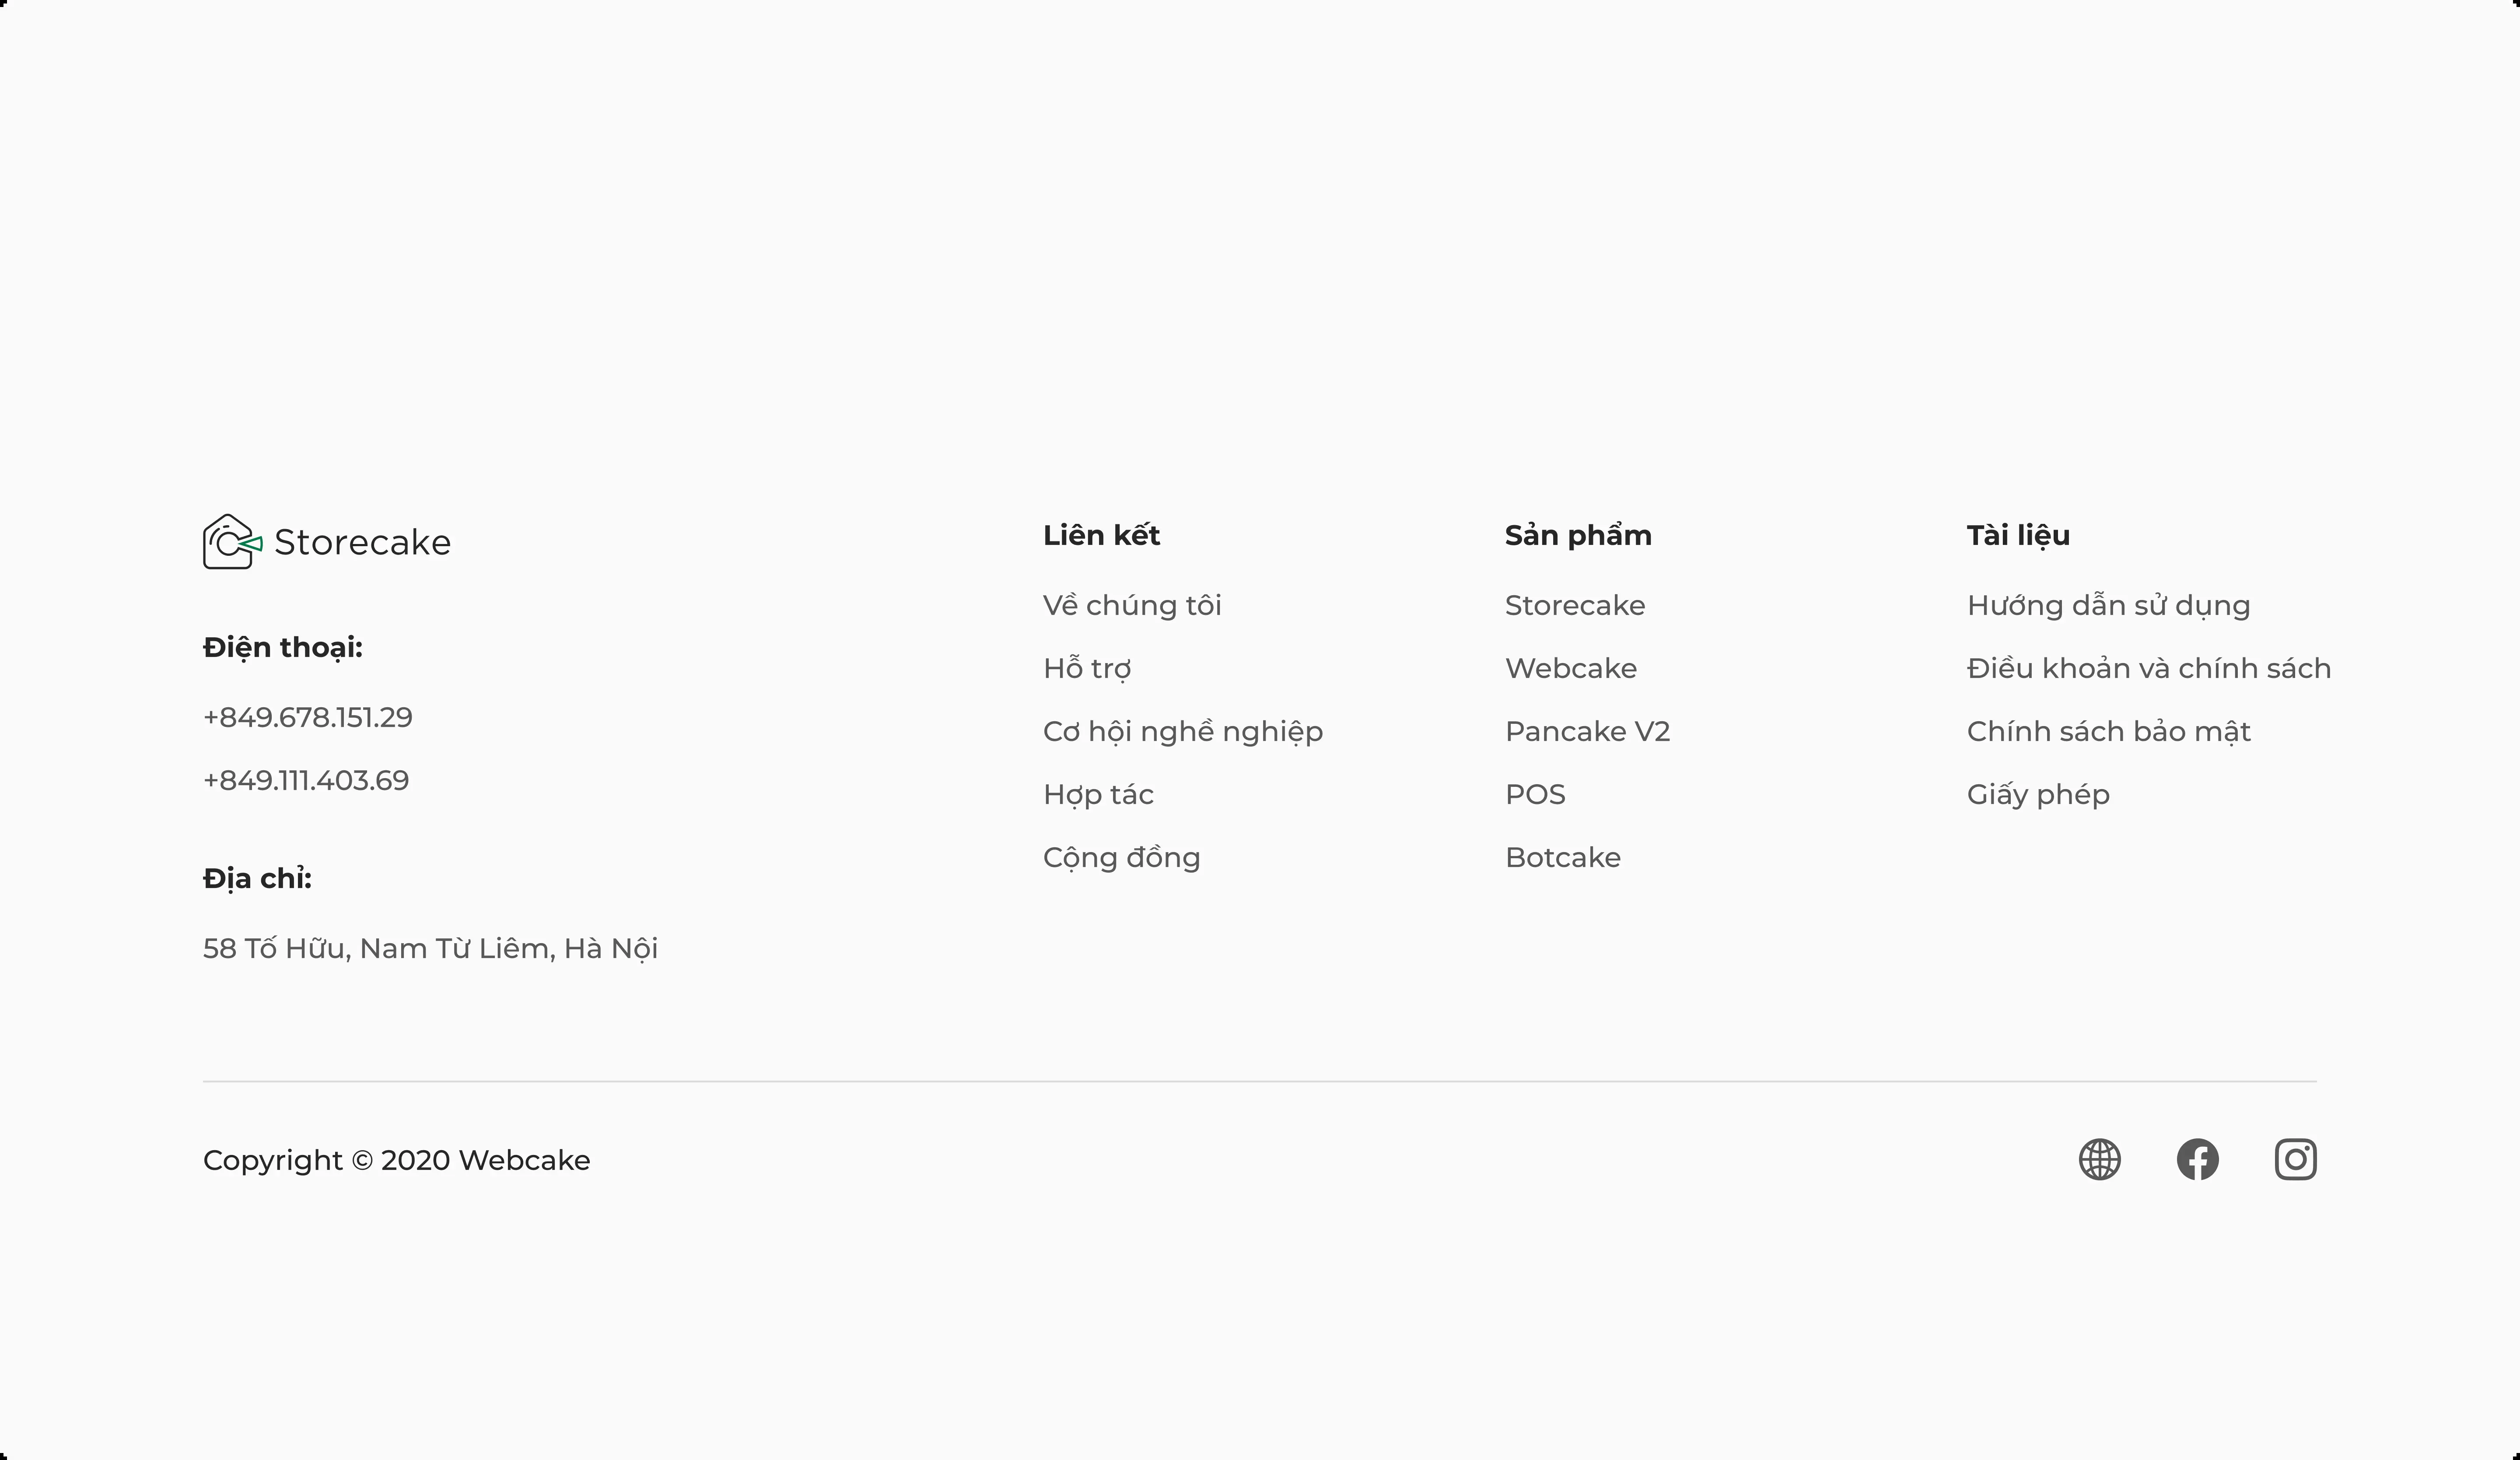 Storecake
Điện thoại:
+849.678.151.29
+849.111.403.69
Địa chỉ:
58 Tố Hữu, Nam Từ Liêm, Hà Nội
Liên kết
Về chúng tôi
Hỗ trợ
Cơ hội nghề nghiệp
Hợp tác
Cộng đồng
Sản phẩm
Storecake
Webcake
Pancake V2
POS
Botcake
Tài liệu
Hướng dẫn sử dụng
Điều khoản và chính sách
Chính sách bảo mật
Giấy phép
Copyright © 2020 Webcake